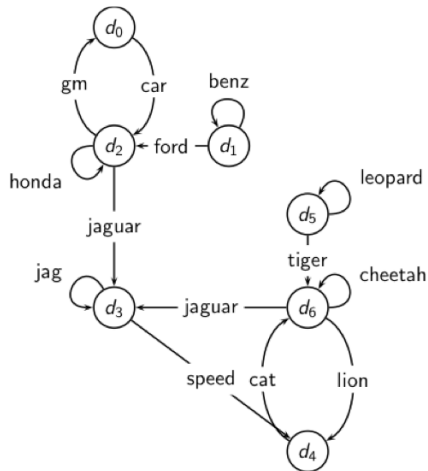 d0
gm car
benz
d2 ford d1
honda
leopard
d5
jaguar
tiger
jag cheetah
d3 jaguar d6
speed cat lion
d4